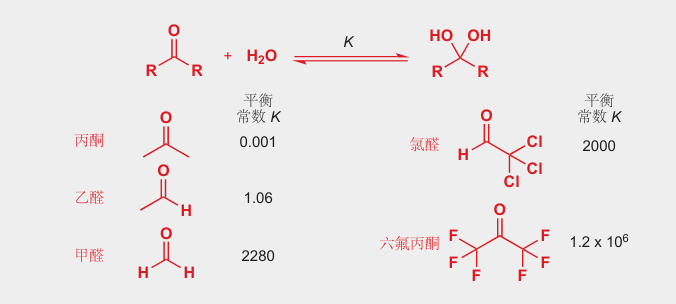 O HO OH
R R + H₂O K R R
平衡 平衡
常数 K 常数 K
丙酮 O 0.001 氯醛 O H Cl Cl Cl 2000
乙醛 O H 1.06
甲醛 O H H 2280 六氟丙酮 O F F F F F F 1.2 x 10⁶